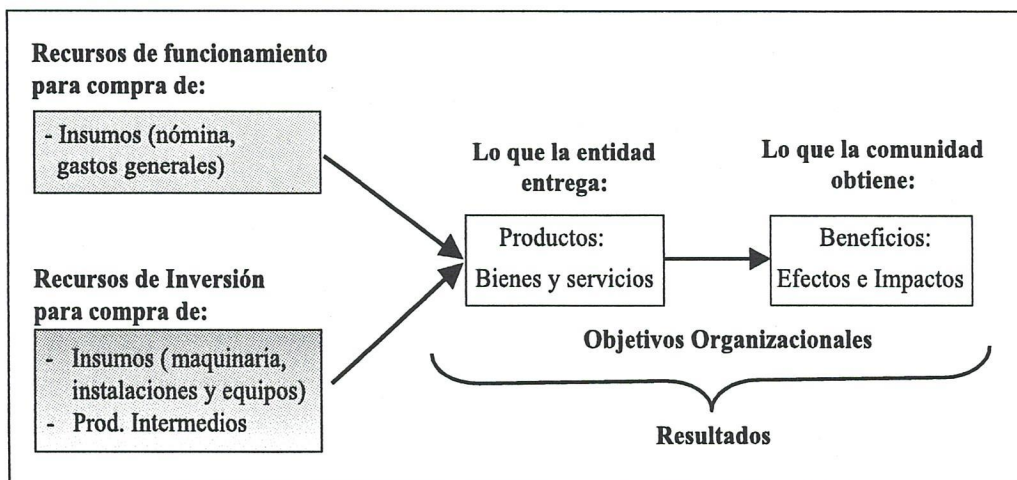 Recursos de funcionamiento
para compra de:
- Insumos (nómina,
gastos generales)
Recursos de Inversión
para compra de:
- Insumos ( maquinaria,
instalaciones y equipos)
- Prod. Intermedios
Lo que la entidad
entrega:
Productos:
Bienes y servicios
Lo que la comunidad
obtiene:
Beneficios:
Efectos e Impactos
Objetivos Organizacionales
Resultados